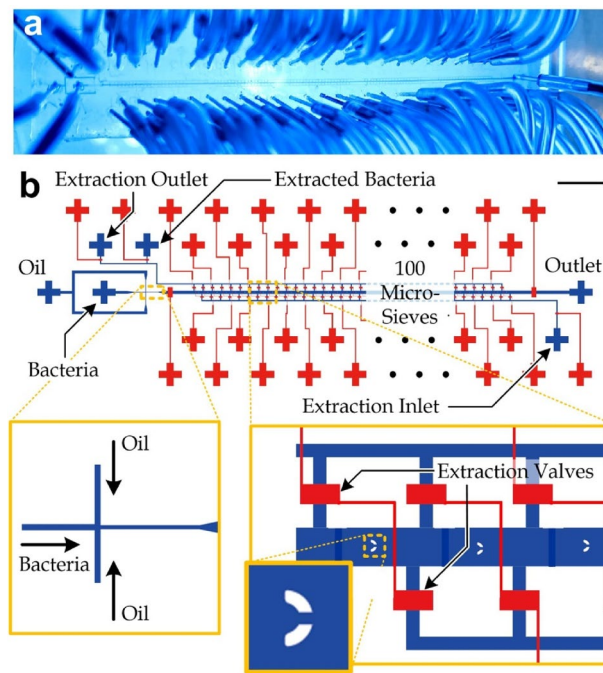 a
b
Extraction Outlet
Extracted Bacteria
Oil
100
Micro-
Sieves
Outlet
Bacteria
Extraction Inlet
Oil
Bacteria
Oil
Extraction Valves